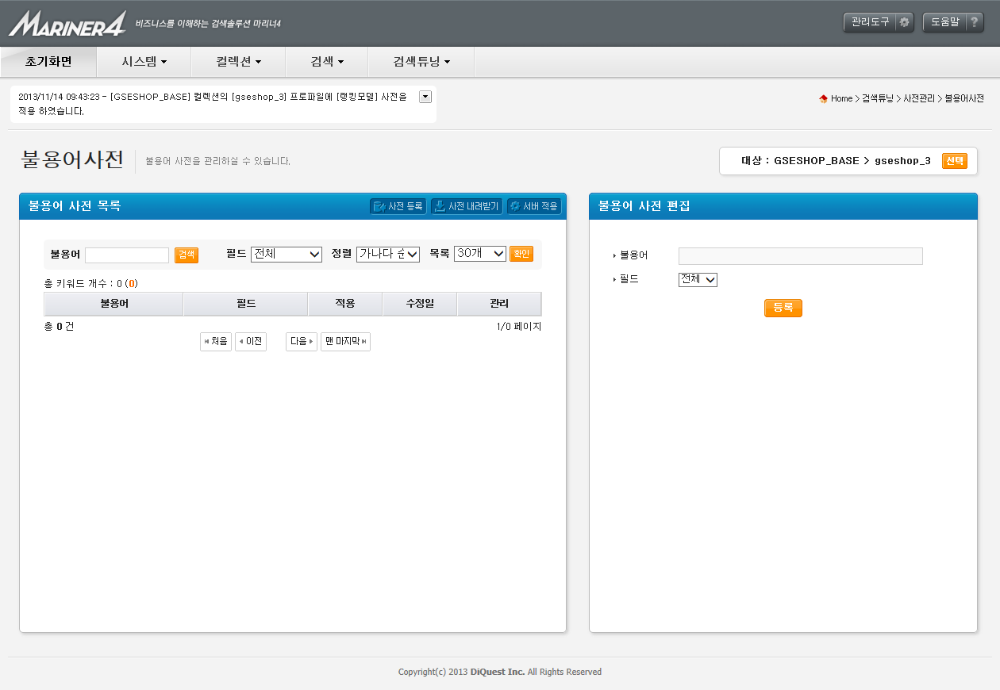 MARINER4 비즈니스를 이해하는 검색솔루션 마리너4
관리도구 도움말 ?
초기화면 시스템 컬렉션 검색 검색튜닝
2013/11/14 09:43:23 - [GSESHOP_BASE] 컬렉션의 [gseshop_3] 프로파일에 [랭킹모델] 사전을
적용 하였습니다.
Home > 검색튜닝 > 사전관리 > 불용어사전
불용어사전 불용어 사전을 관리하실 수 있습니다.
대상 : GSESHOP_BASE > gseshop_3 선택
불용어 사전 목록 사전 등록 사전 내려받기 서버 적용
불용어 검색 필드 전체 정렬 가나다 순 목록 30개 확인
총 키워드 개수 : 0 (0)
불용어 필드 적용 수정일 관리
총 0 건 1/0 페이지
처음 이전 다음 맨 마지막
불용어 사전 편집
불용어
필드 전체
등록
Copyright(c) 2013 DiQuest Inc. All Rights Reserved